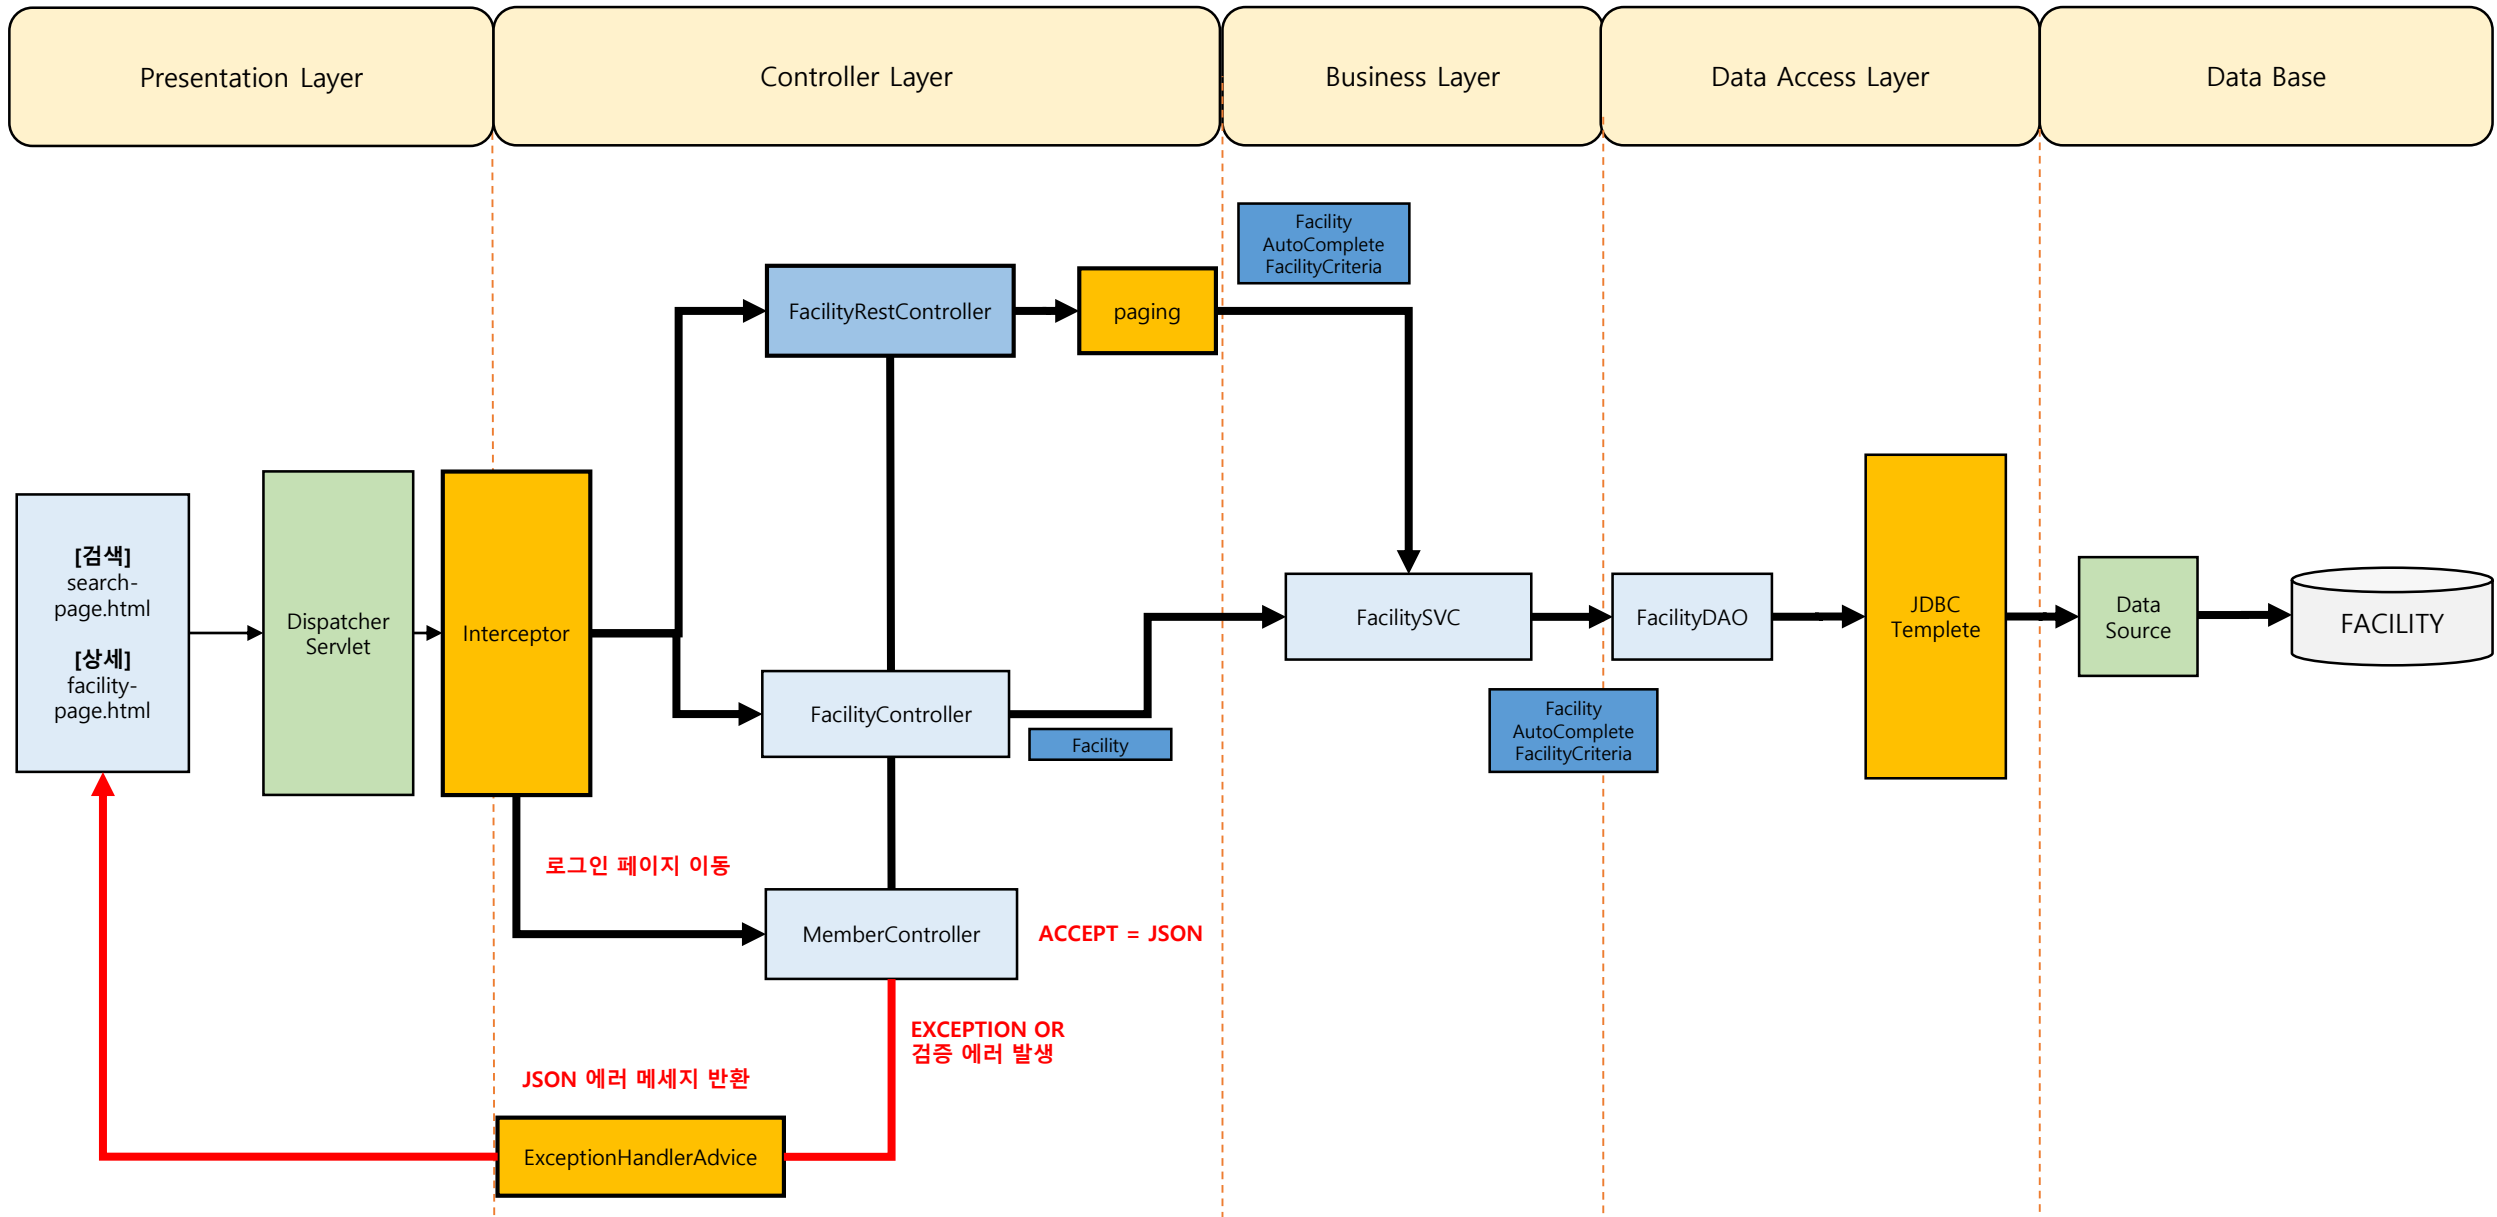 Presentation Layer
Controller Layer
Business Layer
Data Access Layer
Data Base
Facility
AutoComplete
FacilityCriteria
FacilityRestController
paging
[검색]
search-
page.html
[상세]
facility-
page.html
Dispatcher
Servlet
Interceptor
FacilityController
Facility
FacilitySVC
FacilityDAO
Facility
AutoComplete
FacilityCriteria
JDBC
Templete
Data
Source
FACILITY
로그인 페이지 이동
MemberController
ACCEPT = JSON
EXCEPTION OR
검증 에러 발생
JSON 에러 메세지 반환
ExceptionHandlerAdvice